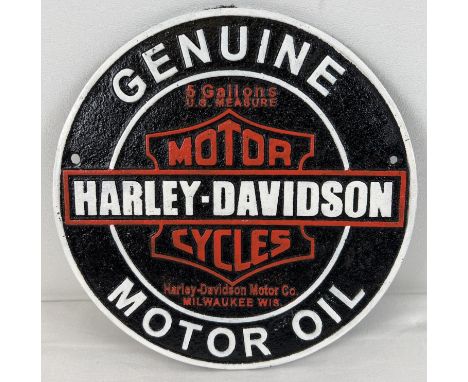 GENUINE
5 Gallons
U.S. MEASURE
MOTOR
HARLEY-DAVIDSON
CYCLES
Harley-Davidson Motor Co.
MILWAUKEE WIS
MOTOR OIL